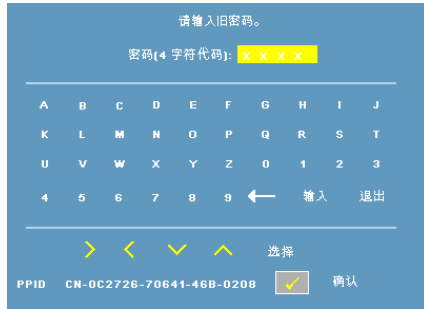 请输入旧密码。
密码(4 字符代码): X X X X
A B C D E F G H I J
K L M N O P Q R S T
U V W X Y Z 0 1 2 3
4 5 6 7 8 9 ← 输入 退出
选择
PPID CN-0C2726-70641-46B-0208 ✓ 确认